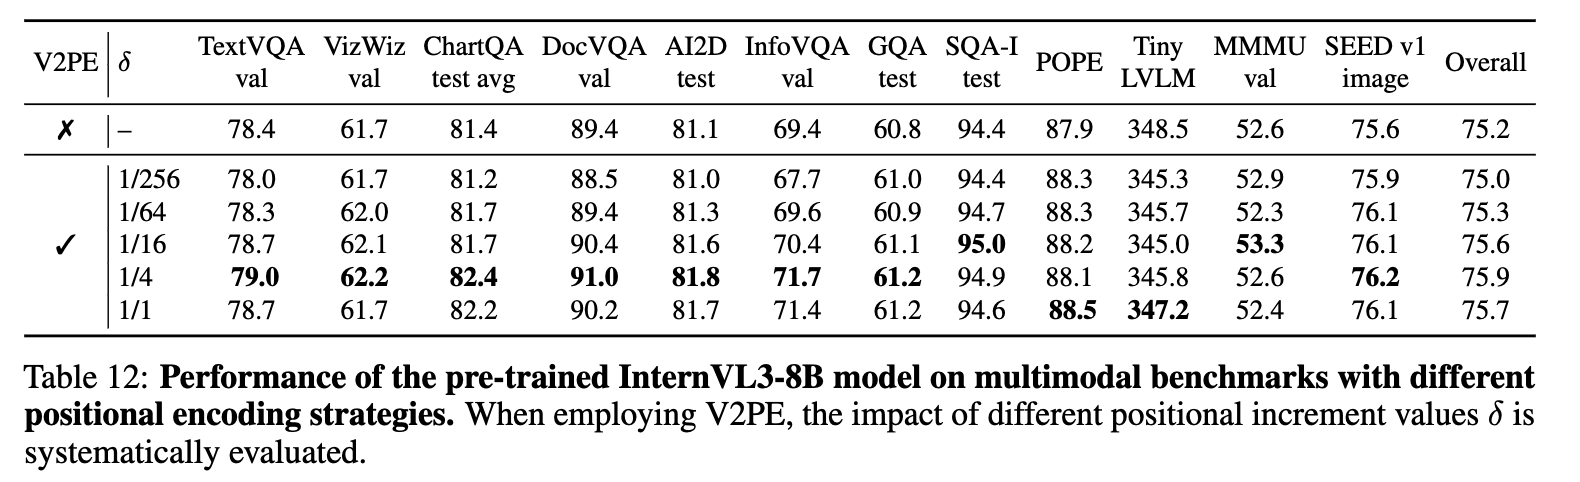 V2PE δ TextVQA val VizWiz val ChartQA test avg DocVQA val AI2D test InfoVQA val GQA test SQA-I test POPE Tiny LVLM MMMU val SEED v1 image Overall
✗ – 78.4 61.7 81.4 89.4 81.1 69.4 60.8 94.4 87.9 348.5 52.6 75.6 75.2
1/256 78.0 61.7 81.2 88.5 81.0 67.7 61.0 94.4 88.3 345.3 52.9 75.9 75.0
1/64 78.3 62.0 81.7 89.4 81.3 69.6 60.9 94.7 88.3 345.7 52.3 76.1 75.3
✓ 1/16 78.7 62.1 81.7 90.4 81.6 70.4 61.1 95.0 88.2 345.0 53.3 76.1 75.6
1/4 79.0 62.2 82.4 91.0 81.8 71.7 61.2 94.9 88.1 345.8 52.6 76.2 75.9
1/1 78.7 61.7 82.2 90.2 81.7 71.4 61.2 94.6 88.5 347.2 52.4 76.1 75.7
Table 12: Performance of the pre-trained InternVL3-8B model on multimodal benchmarks with different
positional encoding strategies. When employing V2PE, the impact of different positional increment values δ is
systematically evaluated.